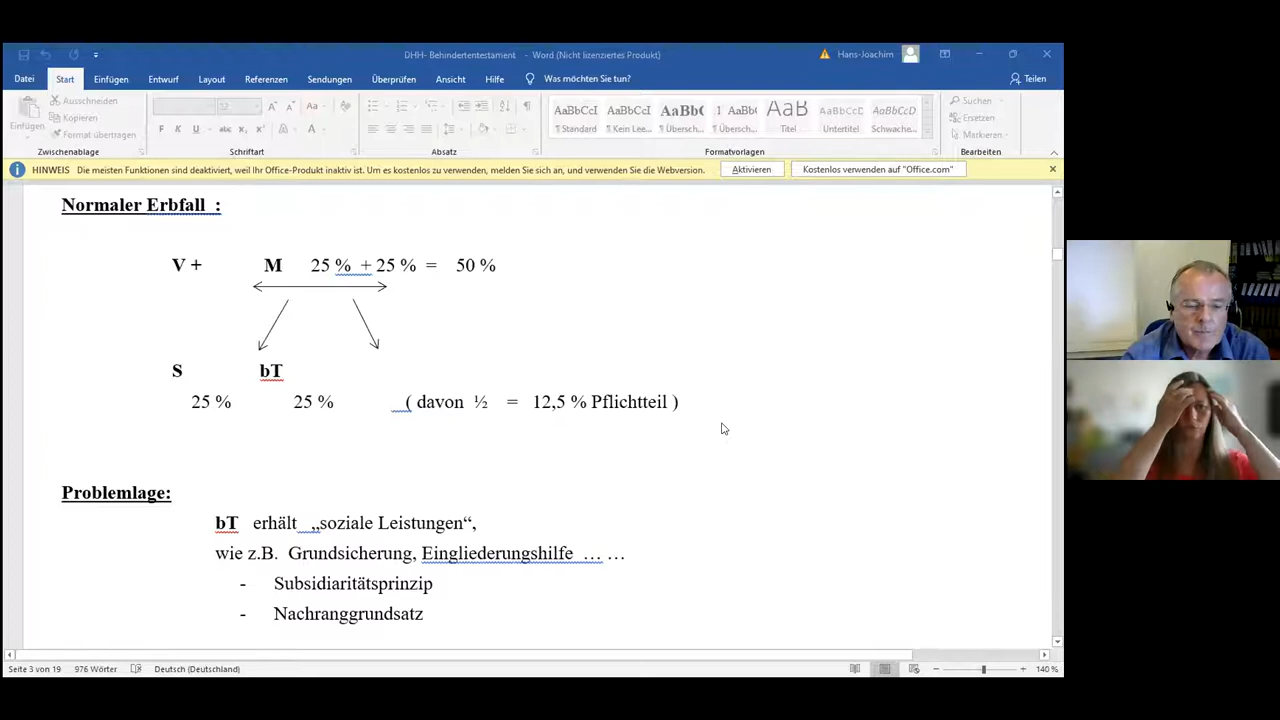 DHH- Behindertentestament - Word (Nicht lizenziertes Produkt)
Hans-Joachim
Datei Start Einfügen Entwurf Layout Referenzen Sendungen Überprüfen Ansicht Hilfe Was möchten Sie tun? Teilen
Einfügen
Ausschneiden
Kopieren
Format übertragen
Zwischenablage
12
F K U abc x₂ x²
Aa
A
Schriftart
Absatz
AaBbCcI AaBbCcI AaBbC 1 AaBb( AaB AaBbCcD AaBbCcD
¶ Standard ¶ Kein Lee... ¶ Übersch... ¶ Übersch... Titel Untertitel Schwache...
Formatvorlagen
Suchen
Ersetzen
Markieren
Bearbeiten
HINWEIS Die meisten Funktionen sind deaktiviert, weil Ihr Office-Produkt inaktiv ist. Um es kostenlos zu verwenden, melden Sie sich an, und verwenden Sie die Webversion. Aktivieren Kostenlos verwenden auf "Office.com"
Normaler Erbfall :
V + M 25 % + 25 % = 50 %
S bT
25 % 25 % ( davon ½ = 12,5 % Pflichtteil )
Problemlage:
bT erhält „soziale Leistungen“,
wie z.B. Grundsicherung, Eingliederungshilfe … …
- Subsidiaritätsprinzip
- Nachranggrundsatz
Seite 3 von 19 976 Wörter Deutsch (Deutschland) 140 %